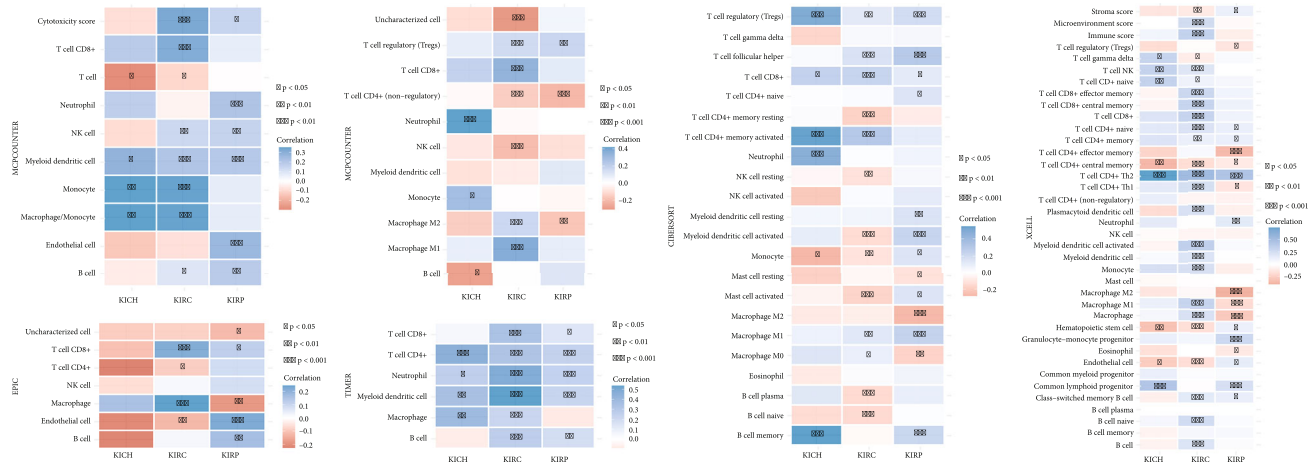 MCPCOUNTER
Cytotoxicity score
T cell CD8+
T cell
Neutrophil
NK cell
Myeloid dendritic cell
Monocyte
Macrophage/Monocyte
Endothelial cell
B cell
KICH KIRC KIRP
p < 0.05
p < 0.01
p < 0.001
Correlation
0.3
0.2
0.1
0.0
−0.1
−0.2
MCPCOUNTER
Uncharacterized cell
T cell regulatory (Tregs)
T cell CD8+
T cell CD4+ (non−regulatory)
Neutrophil
NK cell
Myeloid dendritic cell
Monocyte
Macrophage M2
Macrophage M1
B cell
KICH KIRC KIRP
p < 0.05
p < 0.01
p < 0.001
Correlation
0.4
0.2
0.0
−0.2
EPIC
Uncharacterized cell
T cell CD8+
T cell CD4+
NK cell
Macrophage
Endothelial cell
B cell
KICH KIRC KIRP
p < 0.05
p < 0.01
p < 0.001
Correlation
0.2
0.1
0.0
−0.1
−0.2
TIMER
T cell CD8+
T cell CD4+
Neutrophil
Myeloid dendritic cell
Macrophage
B cell
KICH KIRC KIRP
p < 0.05
p < 0.01
p < 0.001
Correlation
0.5
0.4
0.3
0.2
0.1
0.0
CIBERSORT
T cell regulatory (Tregs)
T cell gamma delta
T cell follicular helper
T cell CD8+
T cell CD4+ naive
T cell CD4+ memory resting
T cell CD4+ memory activated
Neutrophil
NK cell resting
NK cell activated
Myeloid dendritic cell resting
Myeloid dendritic cell activated
Monocyte
Mast cell resting
Mast cell activated
Macrophage M2
Macrophage M1
Macrophage M0
Eosinophil
B cell plasma
B cell naive
B cell memory
KICH KIRC KIRP
p < 0.05
p < 0.01
p < 0.001
Correlation
0.4
0.2
0.0
−0.2
XCELL
Stroma score
Microenvironment score
Immune score
T cell regulatory (Tregs)
T cell gamma delta
T cell NK
T cell CD+ naive
T cell CD8+ effector memory
T cell CD8+ central memory
T cell CD8+
T cell CD4+ naive
T cell CD4+ memory
T cell CD4+ effector memory
T cell CD4+ central memory
T cell CD4+ Th2
T cell CD4+ Th1
T cell CD4+ (non−regulatory)
Plasmacytoid dendritic cell
Neutrophil
NK cell
Myeloid dendritic cell activated
Myeloid dendritic cell
Monocyte
Mast cell
Macrophage M2
Macrophage M1
Macrophage
Hematopoietic stem cell
Granulocyte−monocyte progenitor
Eosinophil
Endothelial cell
Common myeloid progenitor
Common lymphoid progenitor
Class−switched memory B cell
B cell plasma
B cell naive
B cell memory
B cell
KICH KIRC KIRP
p < 0.05
p < 0.01
p < 0.001
Correlation
0.50
0.25
0.00
−0.25